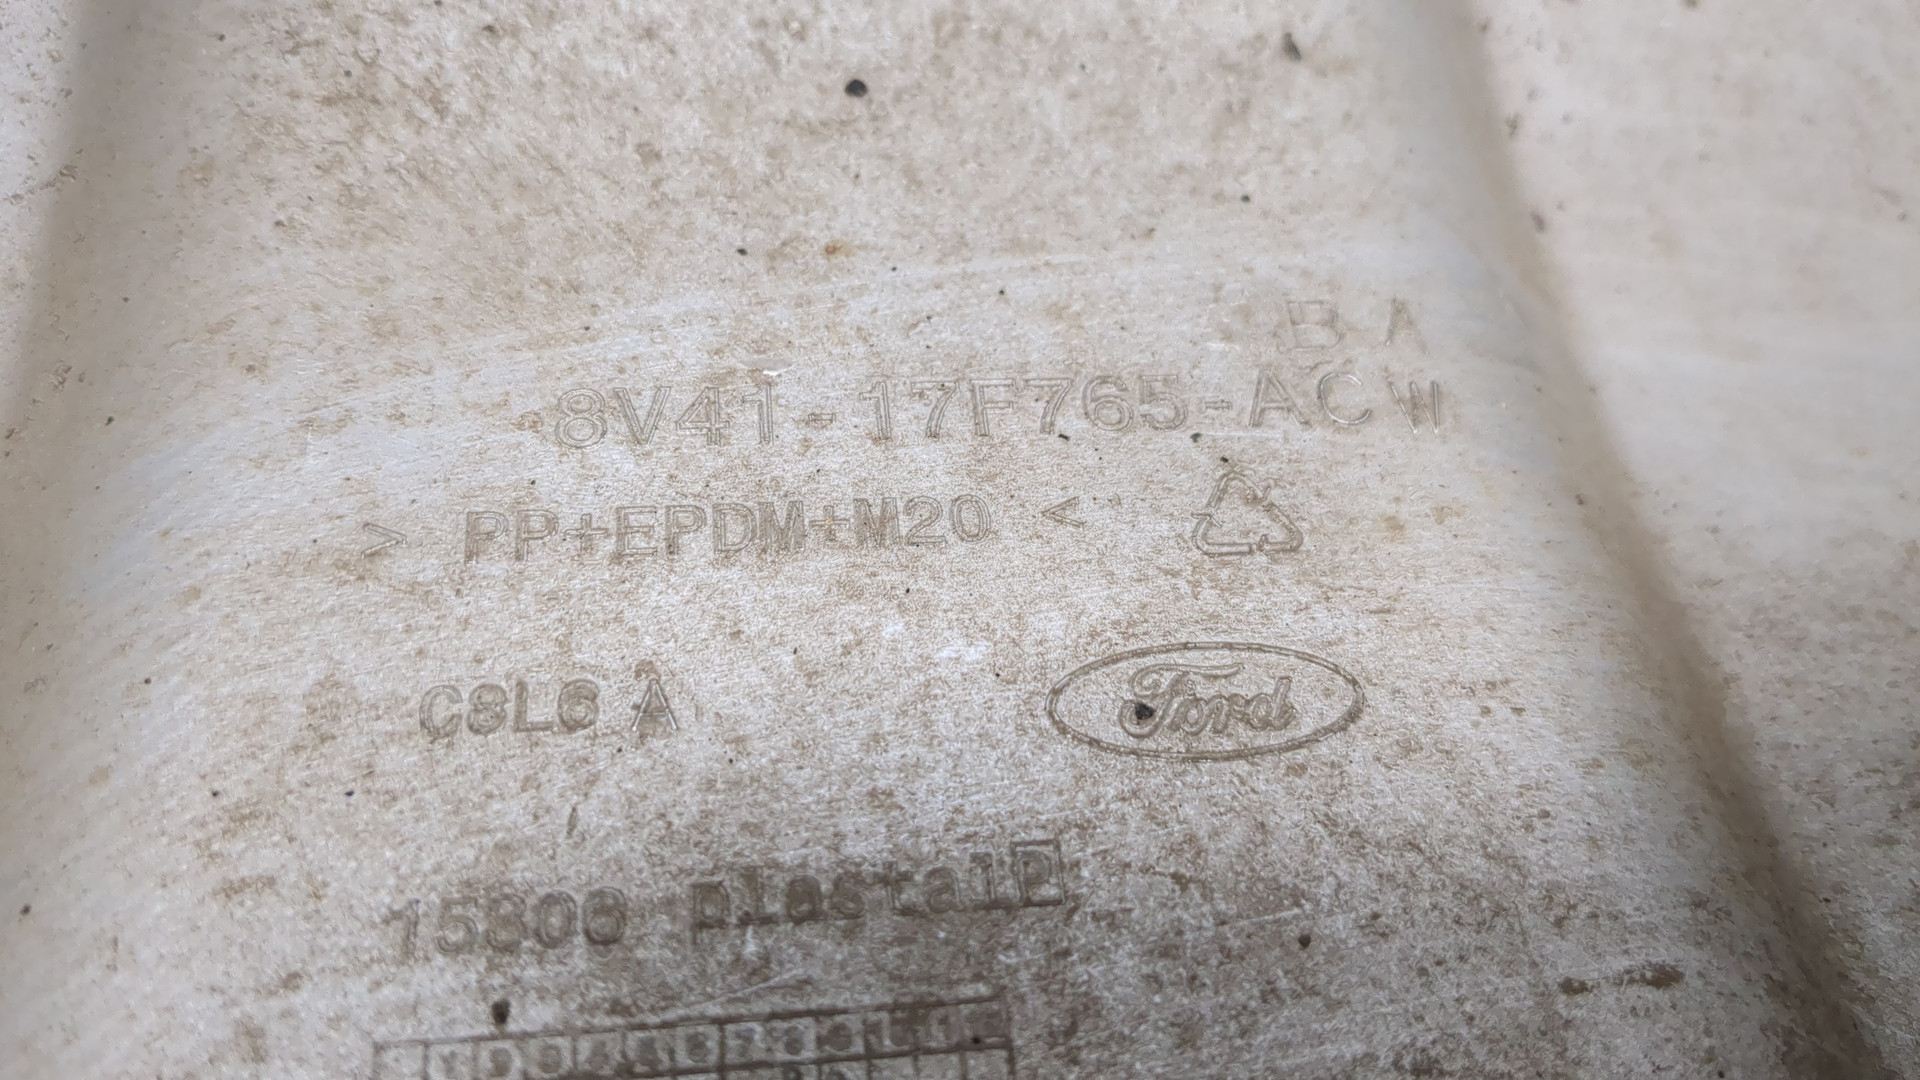 BA
8V41-17F765-ACW
> PP+EPDM+M20 <
C8L6 A
Ford
15806 plastal